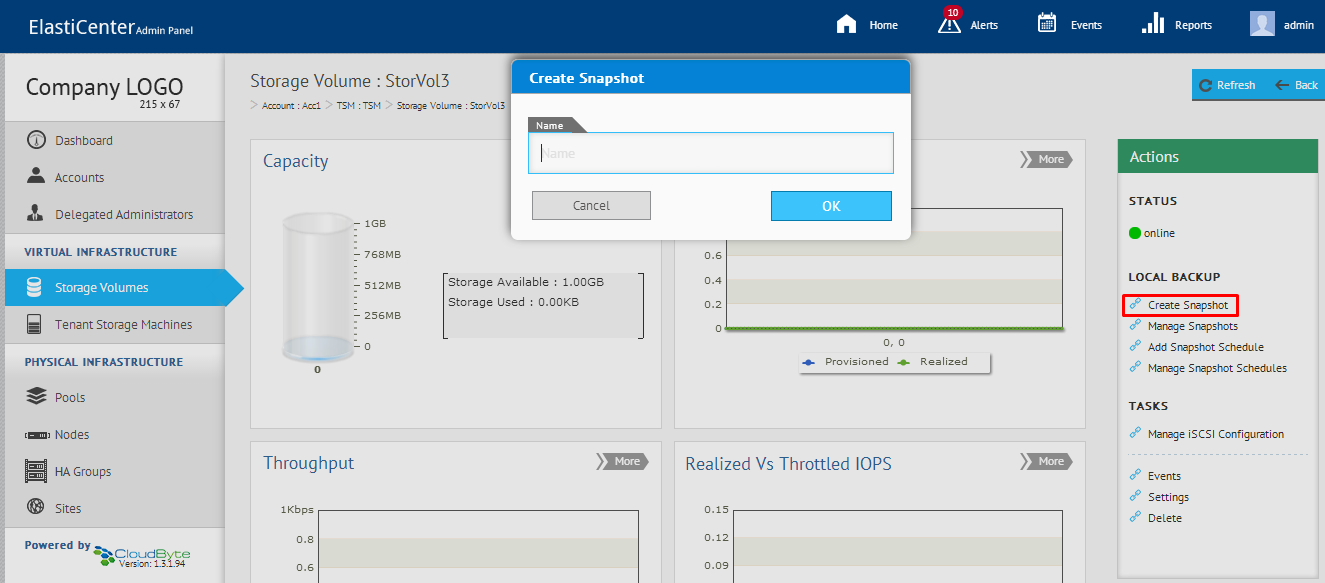 ElastiCenter Admin Panel
Home
10
Alerts
Events
Reports
admin
Company LOGO
215 x 67
Dashboard
Accounts
Delegated Administrators
VIRTUAL INFRASTRUCTURE
Storage Volumes
Tenant Storage Machines
PHYSICAL INFRASTRUCTURE
Pools
Nodes
HA Groups
Sites
Powered by CloudByte
Version: 1.3.1.94
Storage Volume : StorVol3
Account : Acc1 > TSM : TSM > Storage Volume : StorVol3
Refresh
Back
Create Snapshot
Name
Name
Cancel
OK
Capacity
1GB
768MB
512MB
256MB
0
0
Storage Available : 1.00GB
Storage Used : 0.00KB
More
0.6
0.4
0.2
0
0, 0
Provisioned
Realized
Throughput
More
1Kbps
0.8
0.6
Realized Vs Throttled IOPS
More
0.15
0.12
0.09
Actions
STATUS
online
LOCAL BACKUP
Create Snapshot
Manage Snapshots
Add Snapshot Schedule
Manage Snapshot Schedules
TASKS
Manage iSCSI Configuration
Events
Settings
Delete